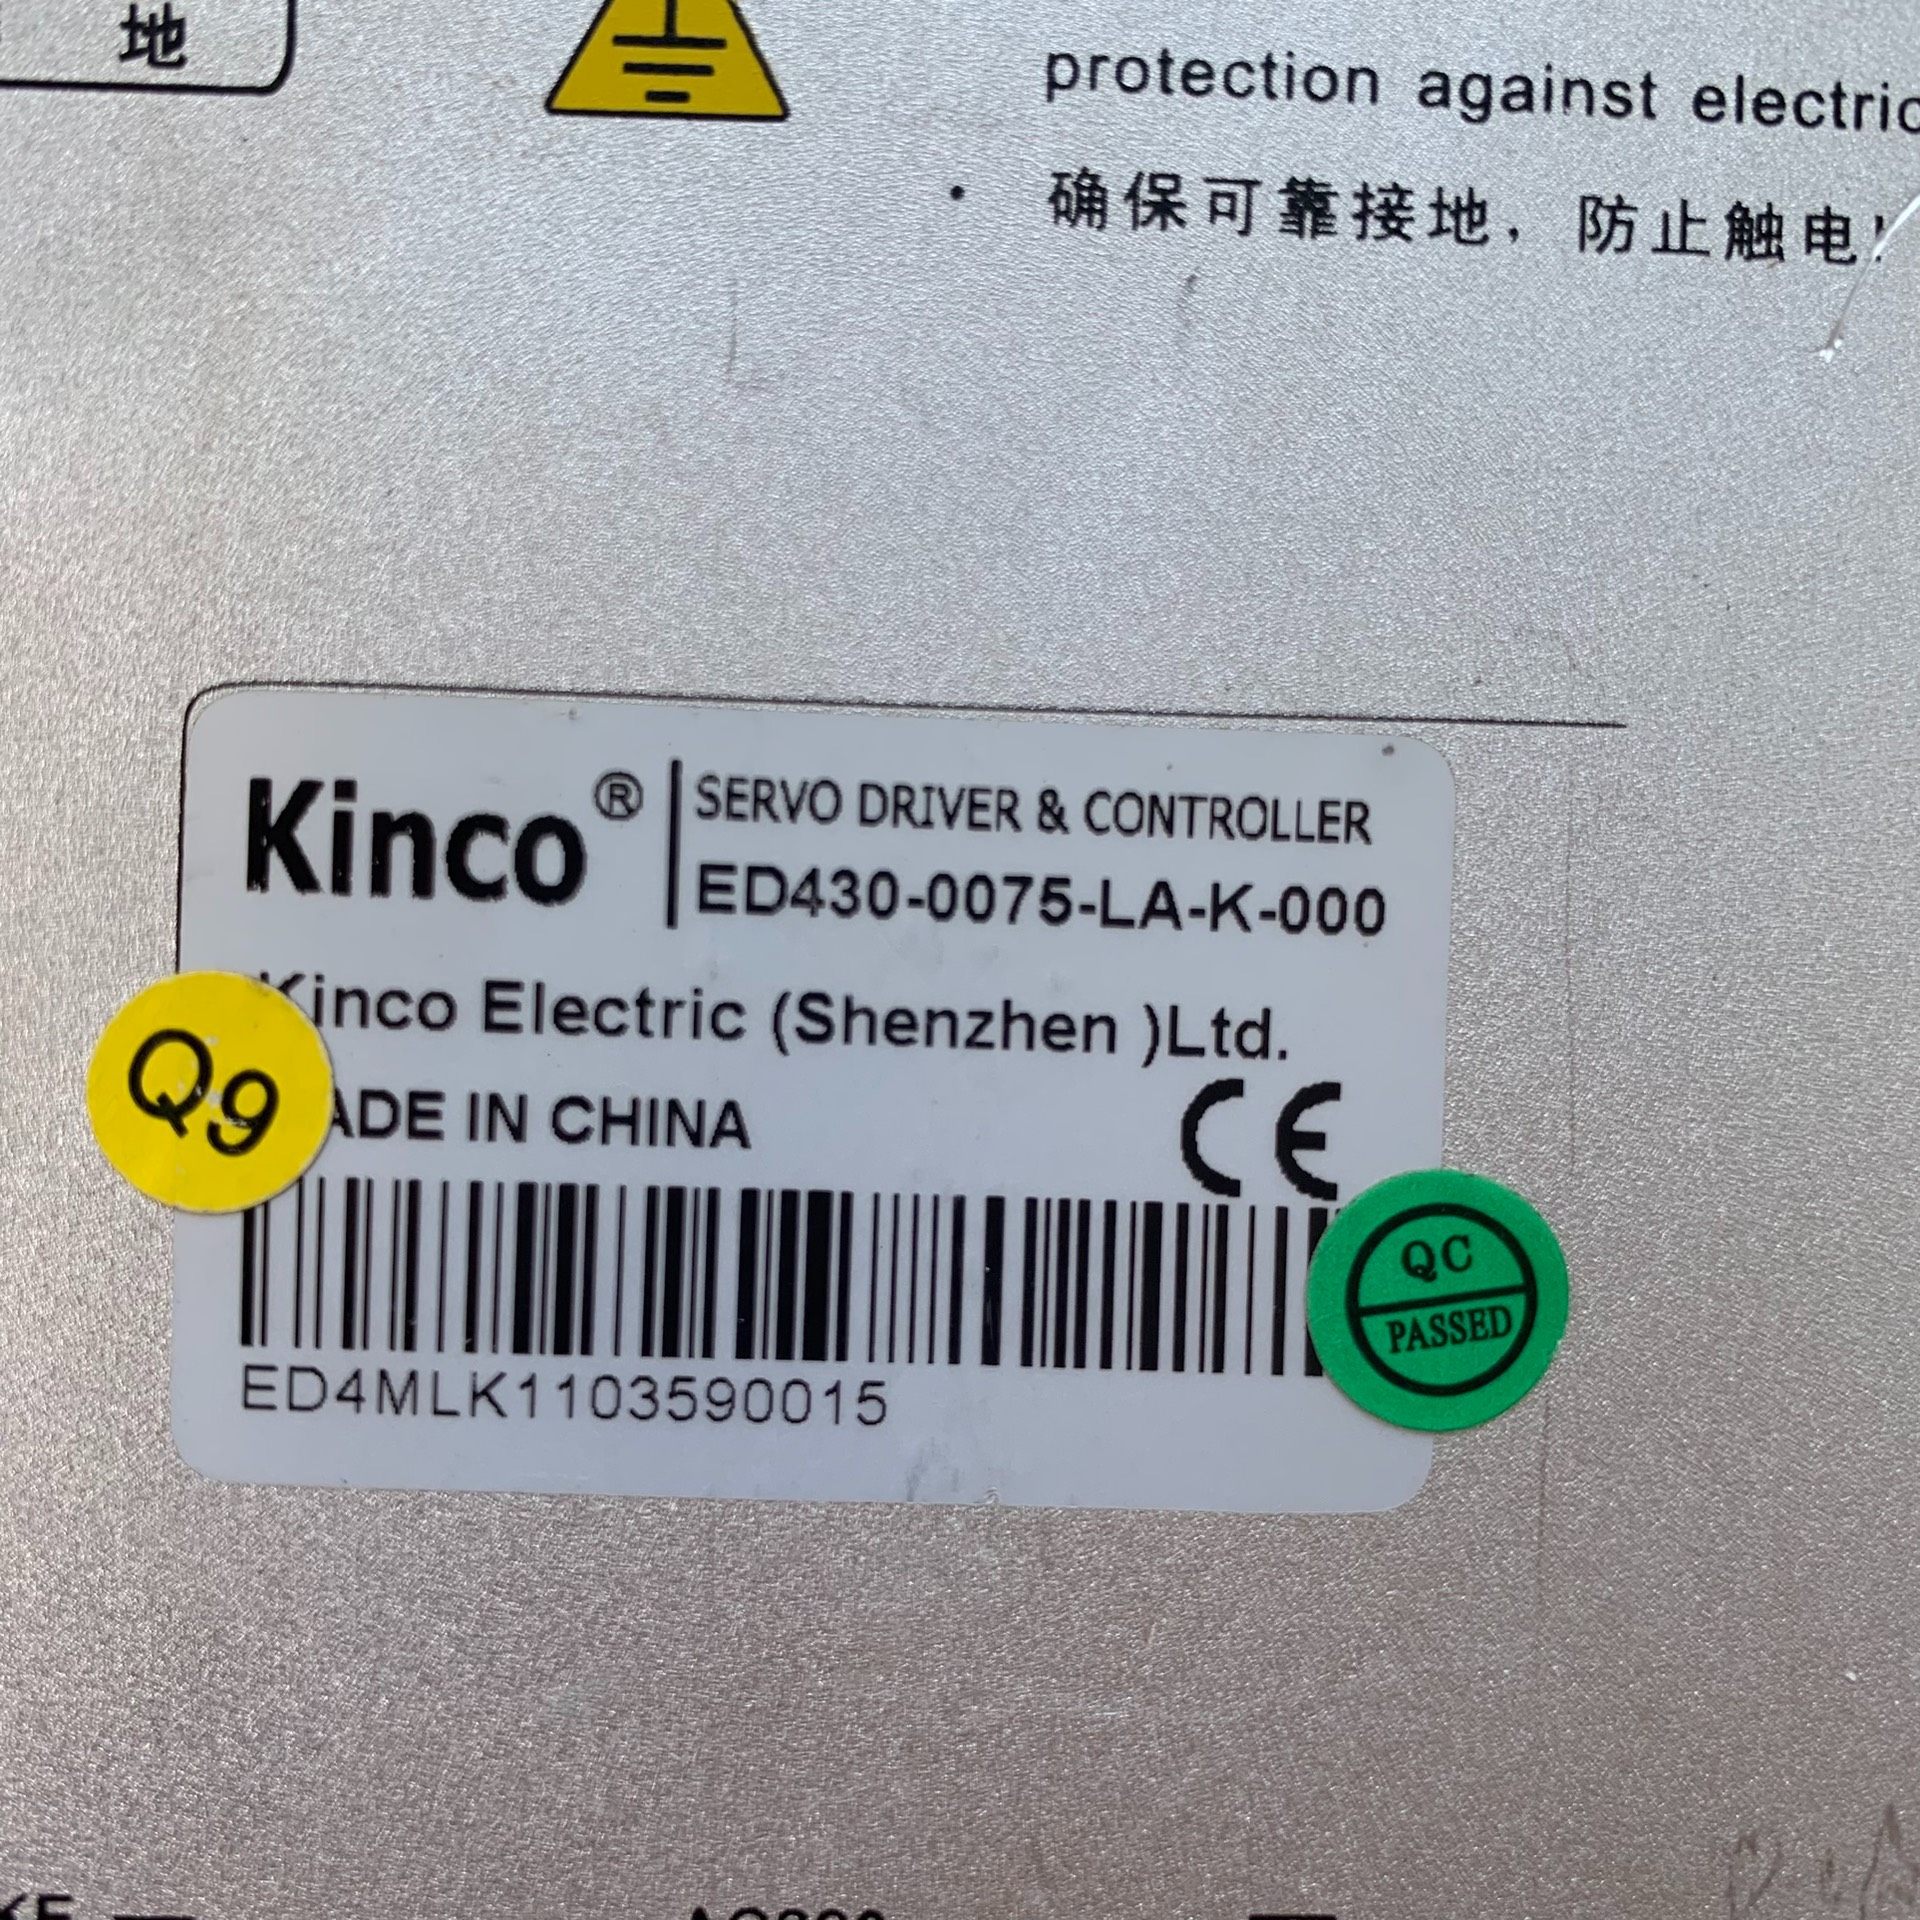 地
protection against electric
· 确保可靠接地，防止触电!
Kinco®
SERVO DRIVER & CONTROLLER
ED430-0075-LA-K-000
Kinco Electric (Shenzhen )Ltd.
ADE IN CHINA
CE
Q9
ED4MLK1103590015
QC
PASSED